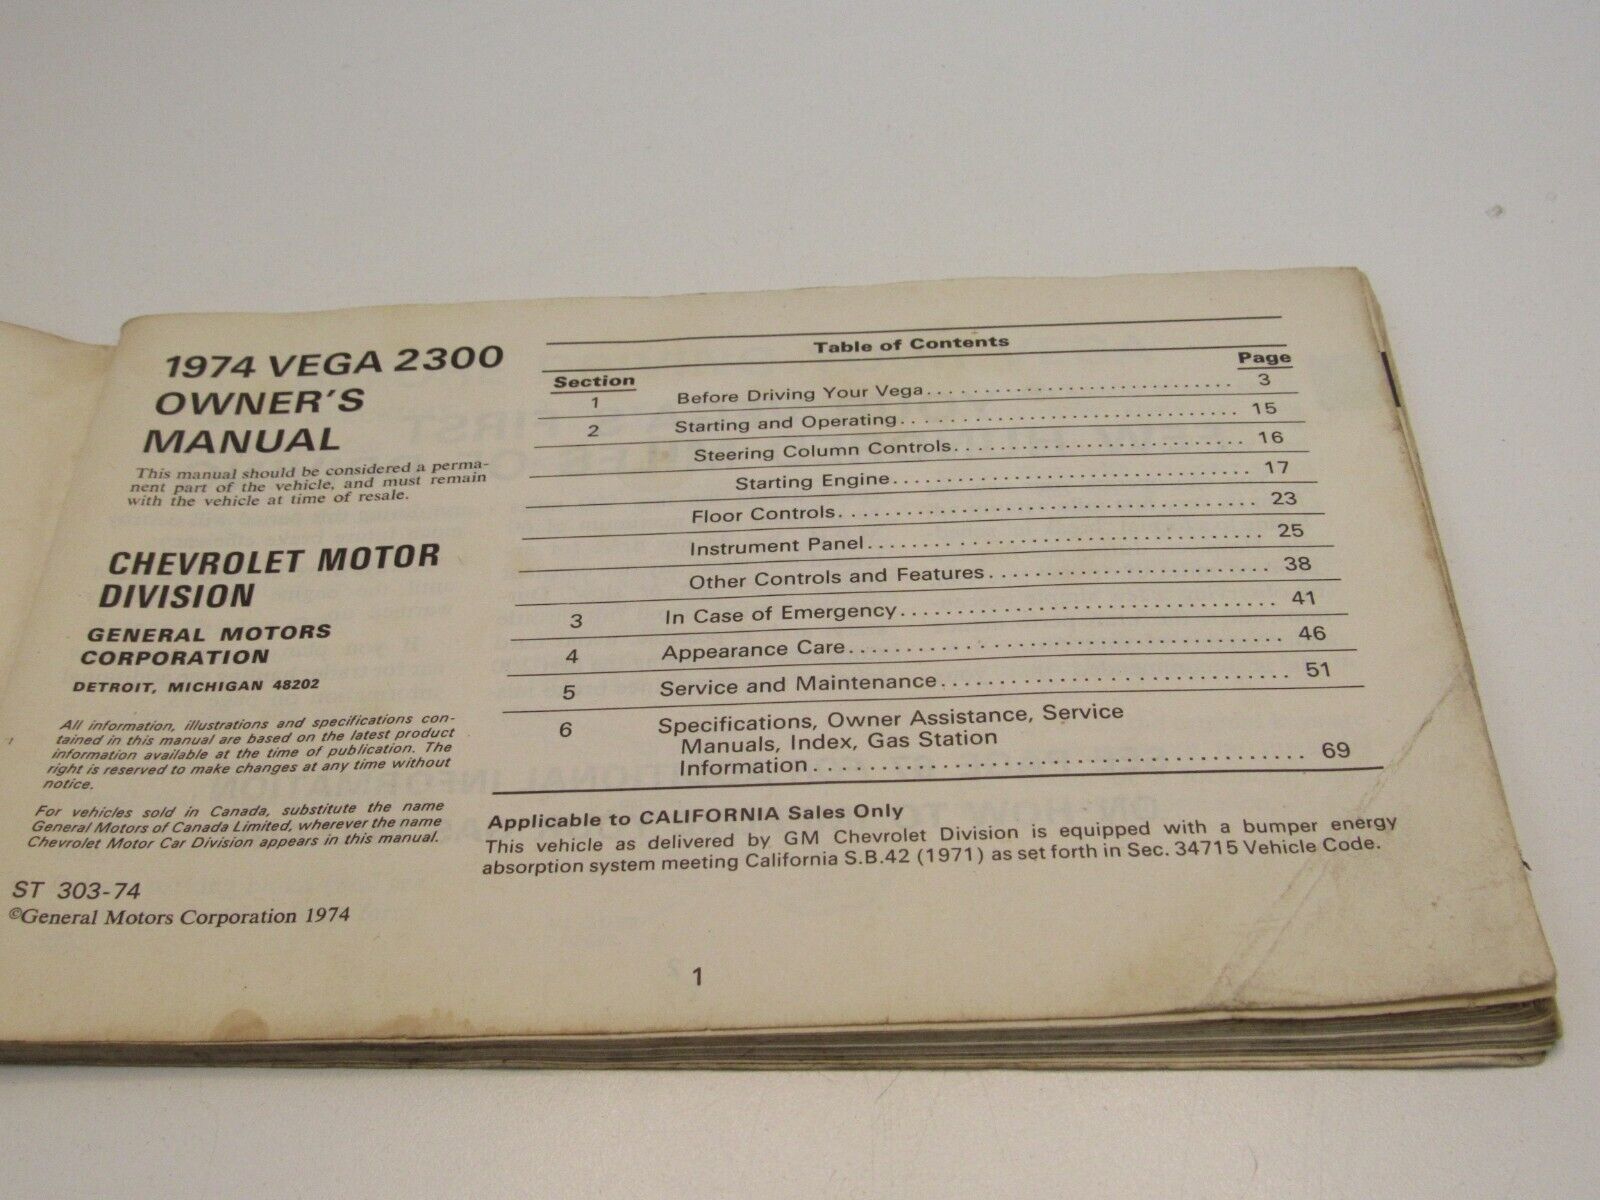 1974 VEGA 2300
OWNER'S
MANUAL
This manual should be considered a perma-
nent part of the vehicle, and must remain
with the vehicle at time of resale.
CHEVROLET MOTOR
DIVISION
GENERAL MOTORS
CORPORATION
DETROIT, MICHIGAN 48202
All information, illustrations and specifications con-
tained in this manual are based on the latest product
information available at the time of publication. The
right is reserved to make changes at any time without
notice.
For vehicles sold in Canada, substitute the name
General Motors of Canada Limited, wherever the name
Chevrolet Motor Car Division appears in this manual.
ST 303-74
©General Motors Corporation 1974
Table of Contents
Section Page
1 Before Driving Your Vega 3
2 Starting and Operating 15
Steering Column Controls 16
Starting Engine 17
Floor Controls 23
Instrument Panel 25
Other Controls and Features 38
3 In Case of Emergency 41
4 Appearance Care 46
5 Service and Maintenance 51
6 Specifications, Owner Assistance, Service
Manuals, Index, Gas Station
Information 69
Applicable to CALIFORNIA Sales Only
This vehicle as delivered by GM Chevrolet Division is equipped with a bumper energy
absorption system meeting California S.B.42 (1971) as set forth in Sec. 34715 Vehicle Code.
1